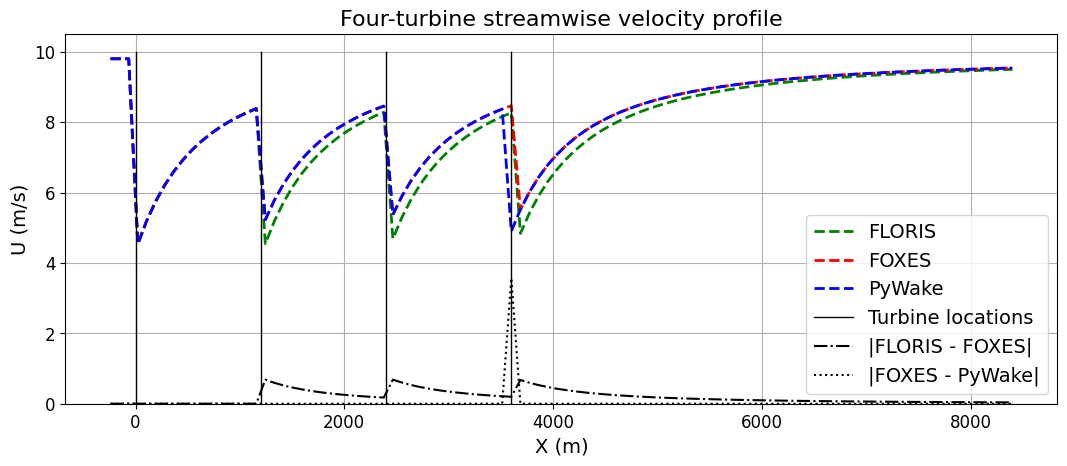 Four-turbine streamwise velocity profile
U (m/s)
10
8
6
4
2
0
FLORIS
FOXES
PyWake
Turbine locations
|FLORIS - FOXES|
|FOXES - PyWake|
0 2000 4000 6000 8000
X (m)